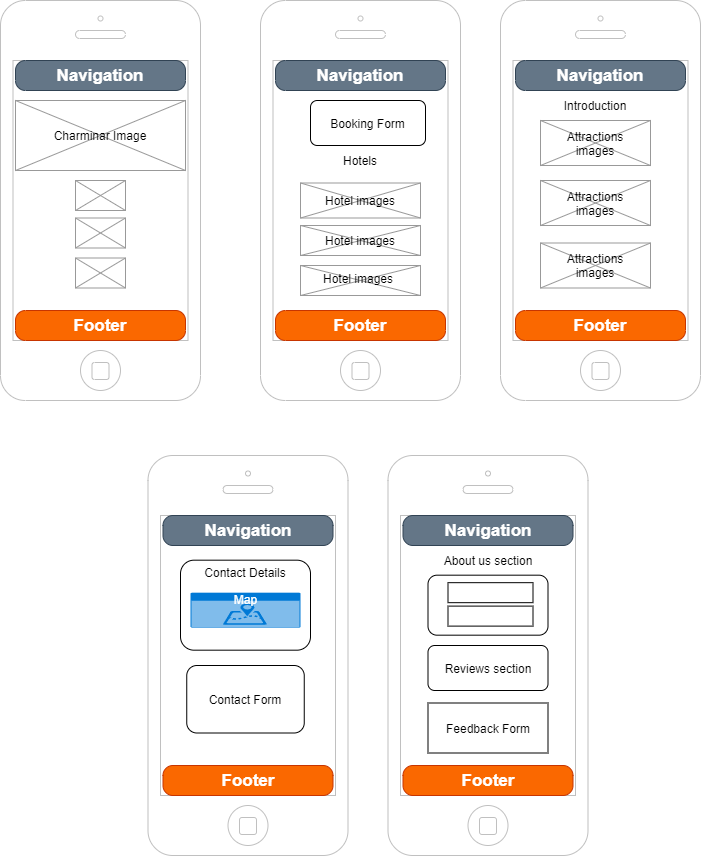 Navigation
Charminar Image
Footer
Navigation
Booking Form
Hotels
Hotel images
Hotel images
Hotel images
Footer
Navigation
Introduction
Attractions
images
Attractions
images
Attractions
images
Footer
Navigation
Contact Details
Map
Contact Form
Footer
Navigation
About us section
Reviews section
Feedback Form
Footer